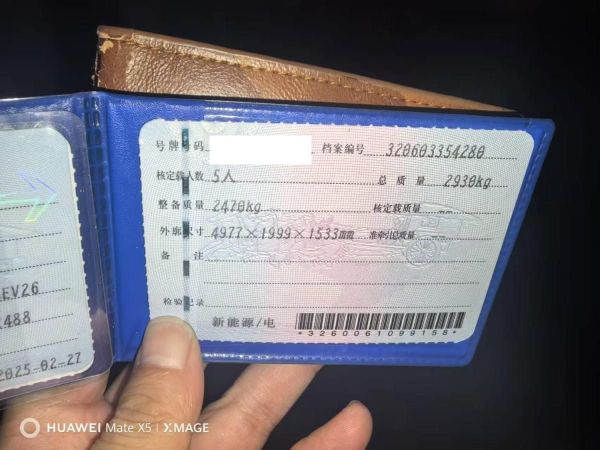 号牌号码 档案编号 320603354280
核定载人数 5人 总质量 2930kg
整备质量 2470kg 核定载质量 --
外廓尺寸 4977×1999×1533 准牵引总质量 --
备注
检验记录
新能源/电
*3260061099158*
EV26
488
2025-02-27
HUAWEI Mate X5 | XMAGE